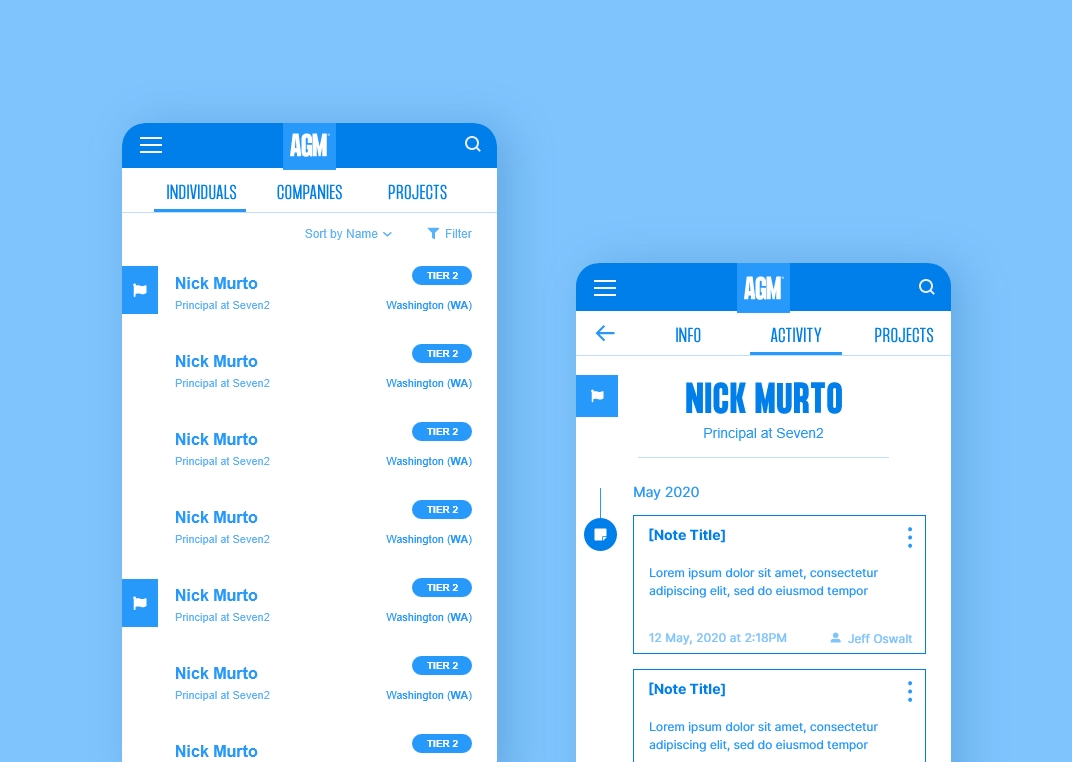 AGM
INDIVIDUALS COMPANIES PROJECTS
Sort by Name Filter
Nick Murto TIER 2
Principal at Seven2 Washington (WA)
Nick Murto TIER 2
Principal at Seven2 Washington (WA)
Nick Murto TIER 2
Principal at Seven2 Washington (WA)
Nick Murto TIER 2
Principal at Seven2 Washington (WA)
Nick Murto TIER 2
Principal at Seven2 Washington (WA)
Nick Murto TIER 2
Principal at Seven2 Washington (WA)
Nick Murto TIER 2
AGM
INFO ACTIVITY PROJECTS
NICK MURTO
Principal at Seven2
May 2020
[Note Title]
Lorem ipsum dolor sit amet, consectetur
adipiscing elit, sed do eiusmod tempor
12 May, 2020 at 2:18PM Jeff Oswalt
[Note Title]
Lorem ipsum dolor sit amet, consectetur
adipiscing elit, sed do eiusmod tempor